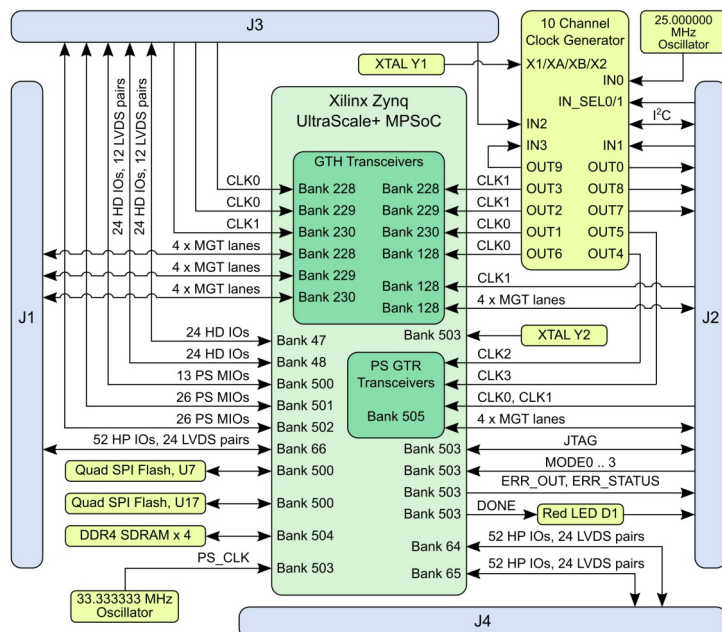 J3
10 Channel
Clock Generator
25.000000
MHz
Oscillator
XTAL Y1
X1/XA/XB/X2
IN0
IN_SEL0/1
I²C
IN2
IN1
IN3
OUT9
OUT0
OUT3
OUT8
OUT2
OUT7
OUT1
OUT5
OUT6
OUT4
24 HD IOs, 12 LVDS pairs
24 HD IOs, 12 LVDS pairs
J1
J2
Xilinx Zynq
UltraScale+ MPSoC
GTH Transceivers
CLK0
Bank 228
Bank 228
CLK1
CLK0
Bank 229
Bank 229
CLK1
CLK1
Bank 230
Bank 230
CLK0
4 x MGT lanes
Bank 228
Bank 128
CLK0
4 x MGT lanes
Bank 229
Bank 128
CLK1
4 x MGT lanes
Bank 230
Bank 128
4 x MGT lanes
24 HD IOs
Bank 47
Bank 503
XTAL Y2
24 HD IOs
Bank 48
PS GTR
Transceivers
Bank 505
CLK2
13 PS MIOs
Bank 500
CLK3
26 PS MIOs
Bank 501
CLK0, CLK1
26 PS MIOs
Bank 502
4 x MGT lanes
52 HP IOs, 24 LVDS pairs
Bank 66
Bank 503
JTAG
Quad SPI Flash, U7
Bank 500
Bank 503
MODE0 .. 3
Bank 503
ERR_OUT, ERR_STATUS
Quad SPI Flash, U17
Bank 500
Bank 503
DONE
Red LED D1
DDR4 SDRAM x 4
Bank 504
Bank 64
52 HP IOs, 24 LVDS pairs
PS_CLK
Bank 503
Bank 65
52 HP IOs, 24 LVDS pairs
33.333333 MHz
Oscillator
J4